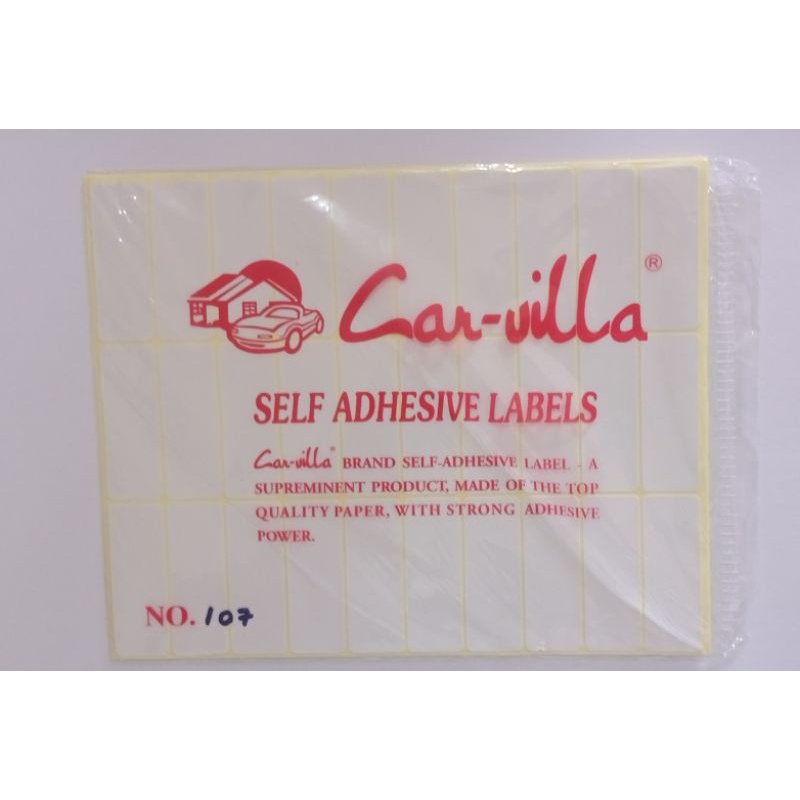 Car-villa ®
SELF ADHESIVE LABELS
Car-villa® BRAND SELF-ADHESIVE LABEL - A
SUPREMINENT PRODUCT, MADE OF THE TOP
QUALITY PAPER, WITH STRONG ADHESIVE
POWER.
NO. 107